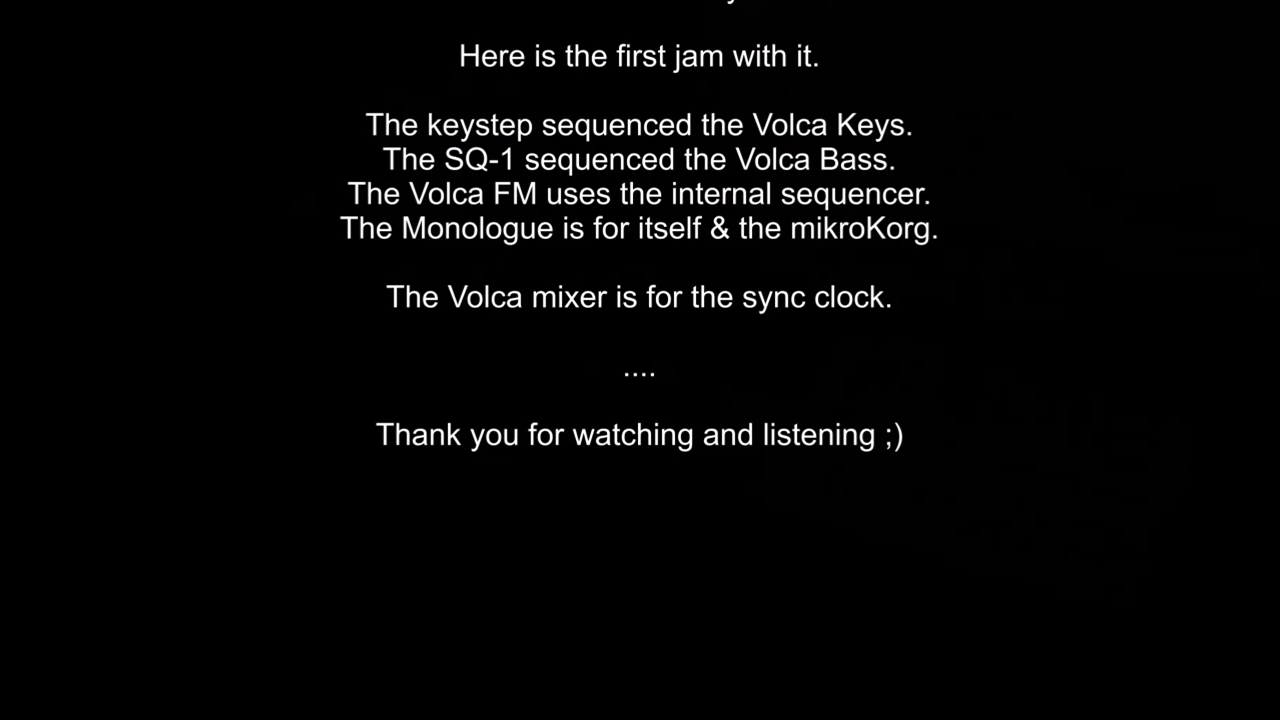 Here is the first jam with it.
The keystep sequenced the Volca Keys.
The SQ-1 sequenced the Volca Bass.
The Volca FM uses the internal sequencer.
The Monologue is for itself & the mikroKorg.
The Volca mixer is for the sync clock.
....
Thank you for watching and listening ;)